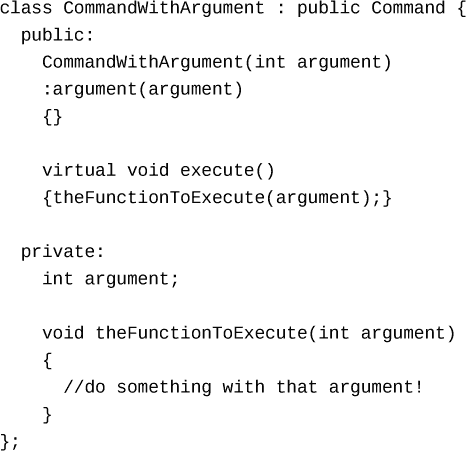 class CommandWithArgument : public Command {
  public:
    CommandWithArgument(int argument)
    :argument(argument)
    {}

    virtual void execute()
    {theFunctionToExecute(argument);}

  private:
    int argument;

    void theFunctionToExecute(int argument)
    {
      //do something with that argument!
    }
};